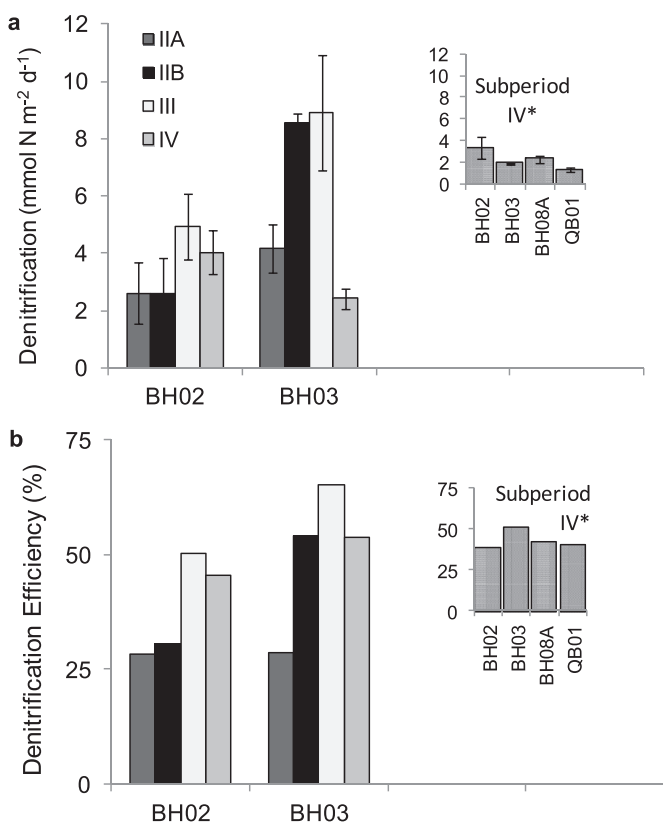 a
Denitrification (mmol N m-2 d-1)
12
10
8
6
4
2
0
IIA
IIB
III
IV
BH02
BH03
12
10
8
6
4
2
0
Subperiod
IV*
BH02
BH03
BH08A
QB01
b
Denitrification Efficiency (%)
75
50
25
0
BH02
BH03
75
50
25
0
Subperiod
IV*
BH02
BH03
BH08A
QB01